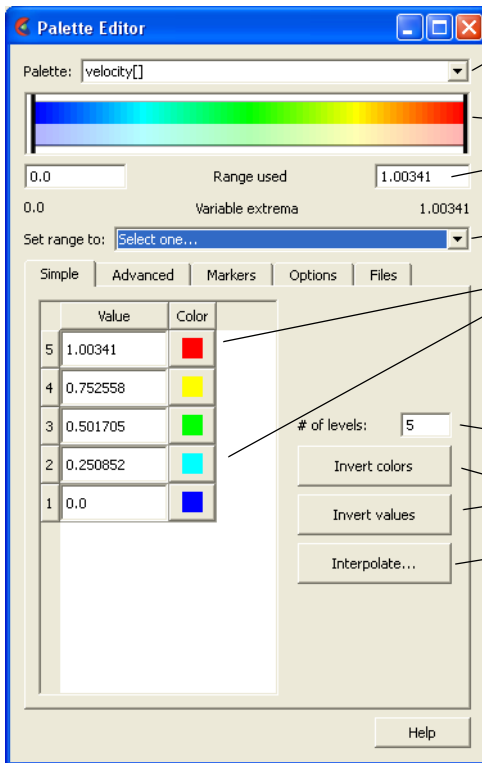 Palette Editor
Palette: velocity[]
0.0 Range used 1.00341
0.0 Variable extrema 1.00341
Set range to: Select one...
Simple Advanced Markers Options Files
Value Color
5 1.00341
4 0.752558
3 0.501705 # of levels: 5
2 0.250852 Invert colors
1 0.0 Invert values
Interpolate...
Help